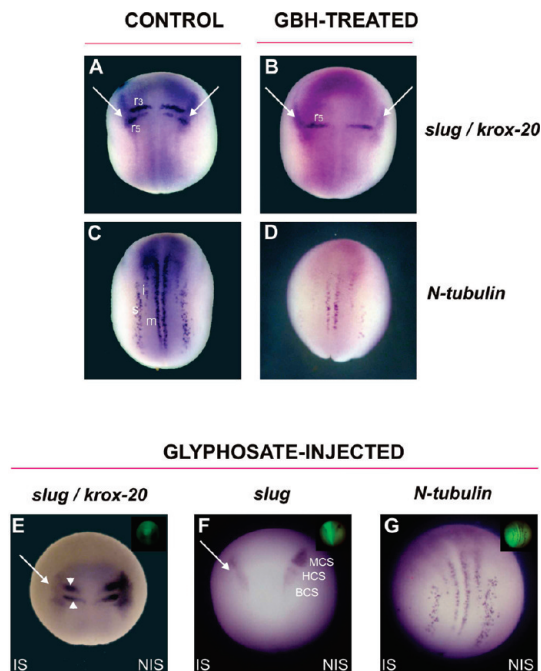 CONTROL GBH-TREATED
A B
r3
r5 r5
slug / krox-20
C D
i
s
m
N-tubulin
GLYPHOSATE-INJECTED
slug / krox-20 slug N-tubulin
E F G
MCS
HCS
BCS
IS NIS IS NIS IS NIS